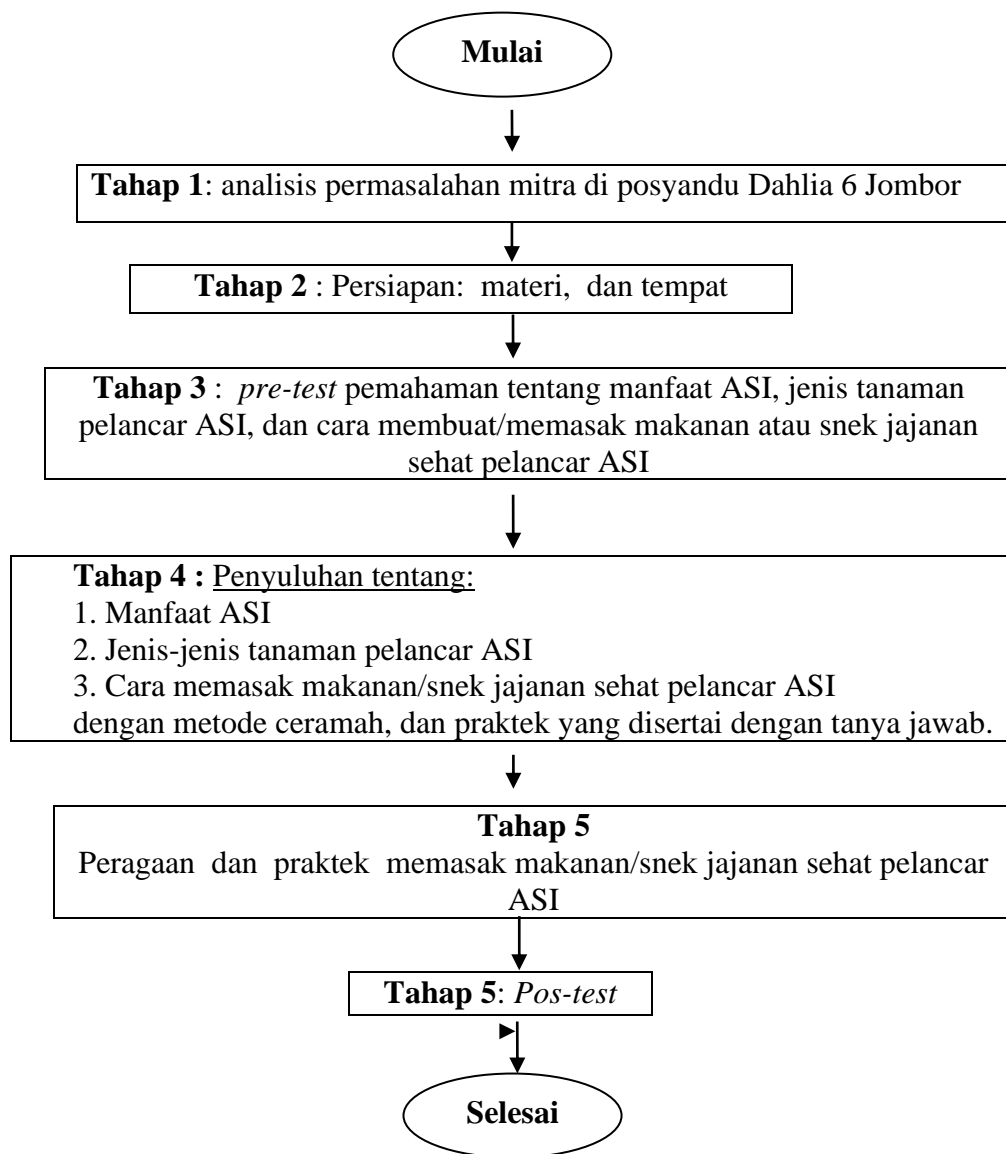 Mulai
Tahap 1: analisis permasalahan mitra di posyandu Dahlia 6 Jombor
Tahap 2 : Persiapan: materi, dan tempat
Tahap 3 : pre-test pemahaman tentang manfaat ASI, jenis tanaman
pelancar ASI, dan cara membuat/memasak makanan atau snek jajanan
sehat pelancar ASI
Tahap 4 : Penyuluhan tentang:
1. Manfaat ASI
2. Jenis-jenis tanaman pelancar ASI
3. Cara memasak makanan/snek jajanan sehat pelancar ASI
dengan metode ceramah, dan praktek yang disertai dengan tanya jawab.
Tahap 5
Peragaan dan praktek memasak makanan/snek jajanan sehat pelancar
ASI
Tahap 5: Pos-test
Selesai